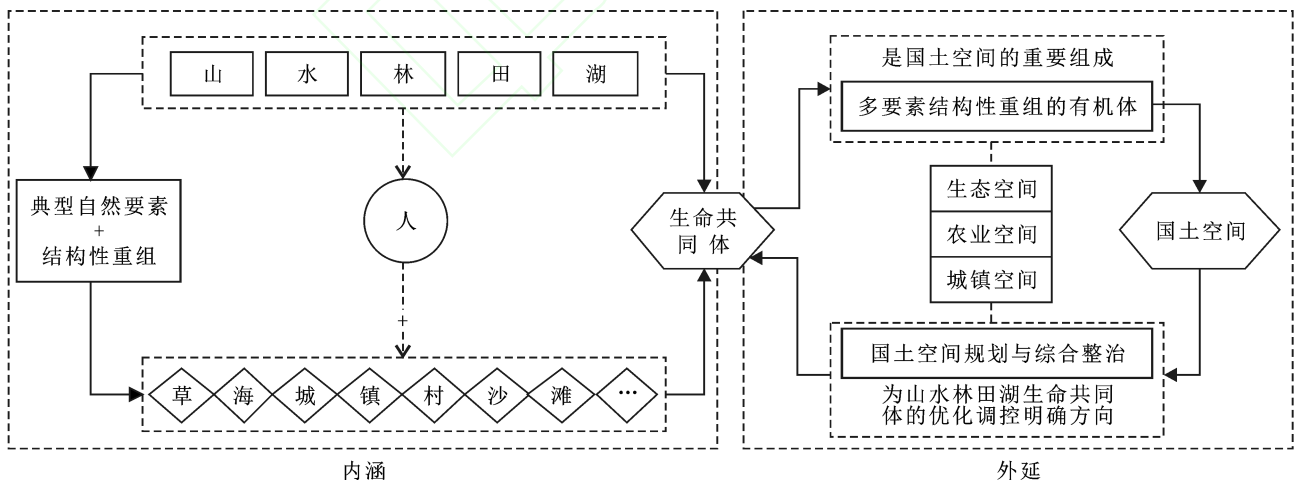 山 水 林 田 湖
典型自然要素
+
结构性重组
人
+
草 海 城 镇 村 沙 滩 …
生命共
同 体
内涵
是国土空间的重要组成
多要素结构性重组的有机体
生态空间
农业空间
城镇空间
国土空间
国土空间规划与综合整治
为山水林田湖生命共同
体的优化调控明确方向
外延